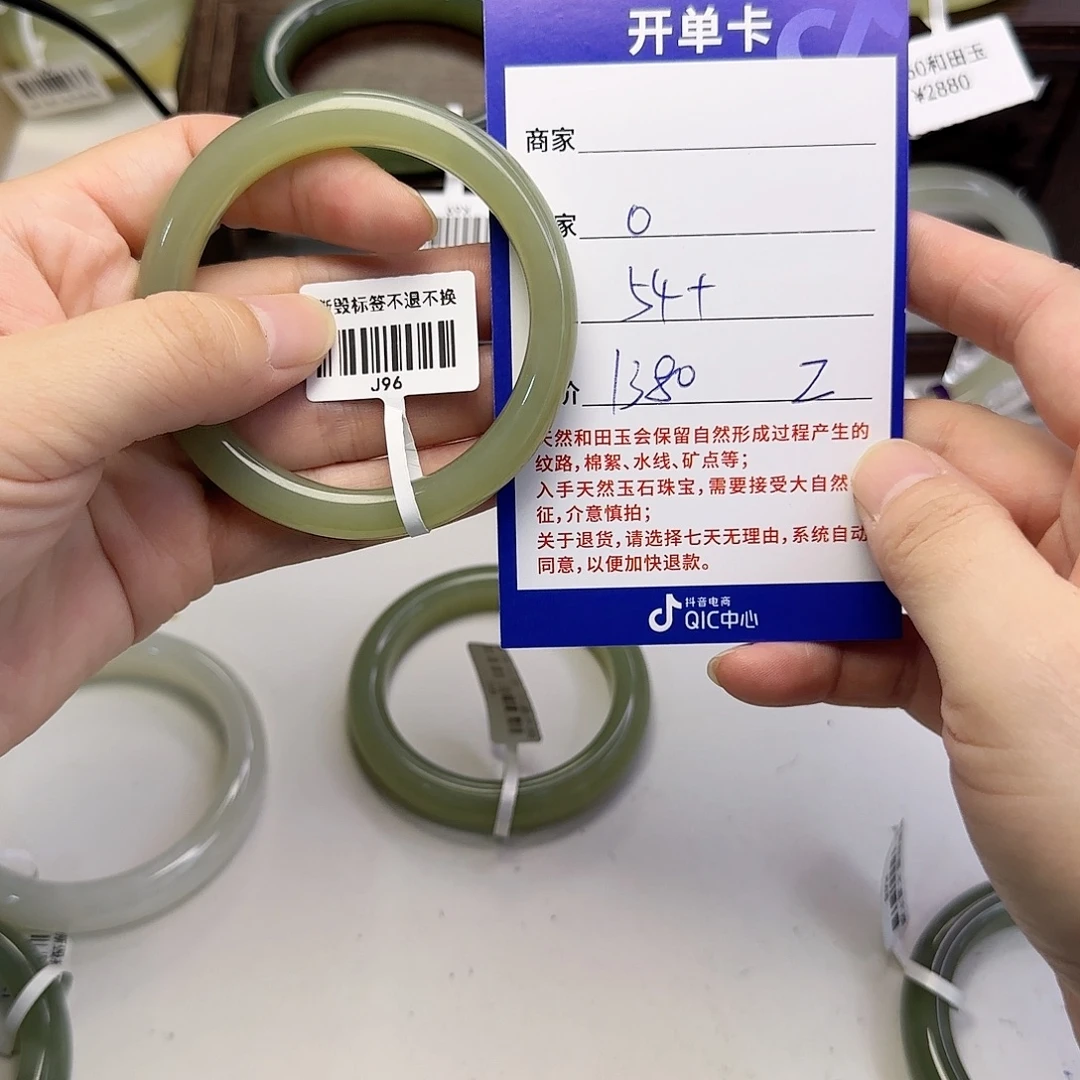 开单卡
50和田玉
¥2880
商家
家 0
54+
介 1380 Z
毁标签不退不换
J96
天然和田玉会保留自然形成过程产生的
纹路,棉絮、水线、矿点等;
入手天然玉石珠宝,需要接受大自然
征,介意慎拍;
关于退货,请选择七天无理由,系统自动
同意,以便加快退款。
抖音电商
QIC中心